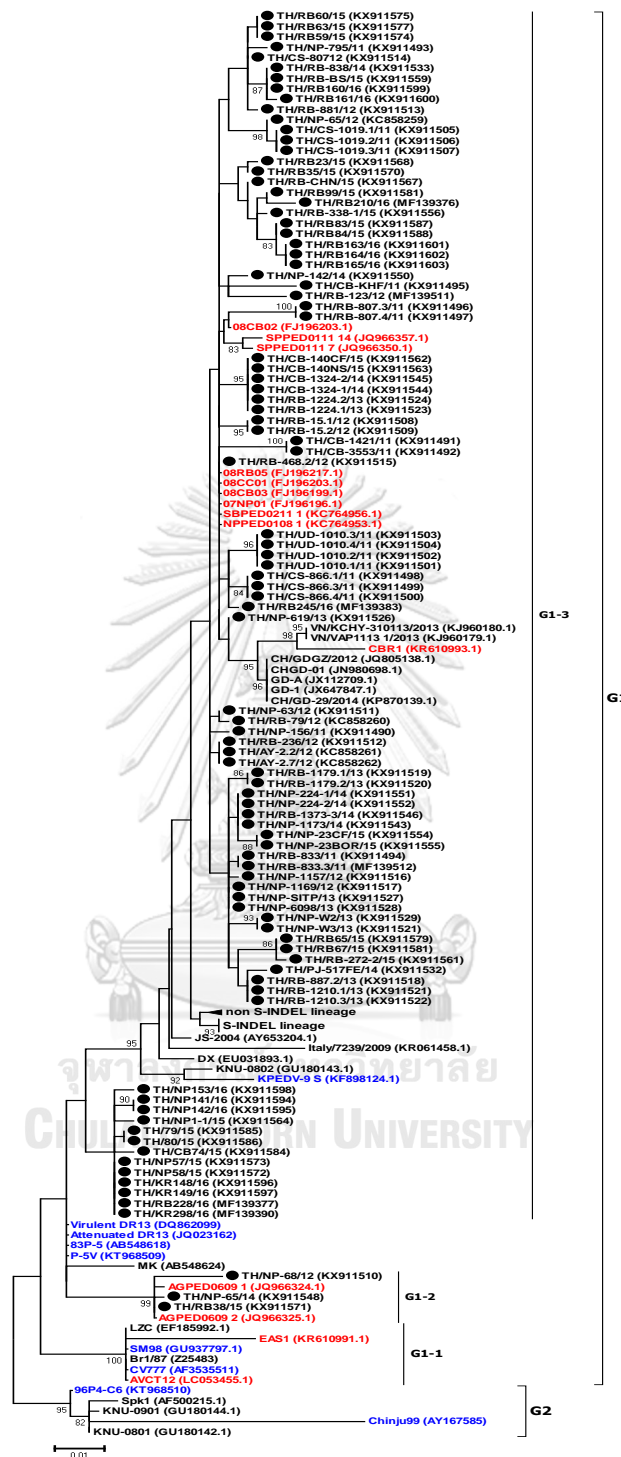 TH/RB60/15 (KX911575)
TH/RB63/15 (KX911577)
TH/RB59/15 (KX911574)
TH/NP-795/11 (KX911493)
TH/CS-80712 (KX911514)
TH/RB-838/14 (KX911533)
TH/RB-BS/15 (KX911559)
87 TH/RB160/16 (KX911599)
TH/RB161/16 (KX911600)
TH/RB-881/12 (KX911513)
TH/NP-65/12 (KC858259)
TH/CS-1019.1/11 (KX911505)
98 TH/CS-1019.2/11 (KX911506)
TH/CS-1019.3/11 (KX911507)
TH/RB23/15 (KX911568)
TH/RB35/15 (KX911570)
TH/RB-CHN/15 (KX911567)
TH/RB99/15 (KX911581)
TH/RB210/16 (MF139376)
TH/RB-338-1/15 (KX911556)
TH/RB83/15 (KX911587)
TH/RB84/15 (KX911588)
83 TH/RB163/16 (KX911601)
TH/RB164/16 (KX911602)
TH/RB165/16 (KX911603)
TH/NP-142/14 (KX911550)
TH/CB-KHF/11 (KX911495)
TH/RB-123/12 (MF139511)
100 TH/RB-807.3/11 (KX911496)
TH/RB-807.4/11 (KX911497)
08CB02 (FJ196203.1)
SPPED0111 14 (JQ966357.1)
83 SPPED0111 7 (JQ966350.1)
TH/CB-140CF/15 (KX911562)
TH/CB-140NS/15 (KX911563)
95 TH/CB-1324-2/14 (KX911545)
TH/CB-1324-1/14 (KX911544)
TH/RB-1224.2/13 (KX911524)
TH/RB-1224.1/13 (KX911523)
TH/RB-15.1/12 (KX911508)
95 TH/RB-15.2/12 (KX911509)
100 TH/CB-1421/11 (KX911491)
TH/CB-3553/11 (KX911492)
TH/RB-468.2/12 (KX911515)
08RB05 (FJ196217.1)
08CC01 (FJ196203.1)
08CB03 (FJ196199.1)
07NP01 (FJ196196.1)
SBPED0211 1 (KC764956.1)
NPPED0108 1 (KC764953.1)
TH/UD-1010.3/11 (KX911503)
96 TH/UD-1010.4/11 (KX911504)
TH/UD-1010.2/11 (KX911502)
TH/UD-1010.1/11 (KX911501)
TH/CS-866.1/11 (KX911498)
TH/CS-866.3/11 (KX911499)
84 TH/CS-866.4/11 (KX911500)
TH/RB245/16 (MF139383)
TH/NP-619/13 (KX911526)
G1-3
95 VN/KCHY-310113/2013 (KJ960180.1)
98 VN/VAP1113 1/2013 (KJ960179.1)
CBR1 (KR610993.1)
95 CH/GDGZ/2012 (JQ805138.1)
CHGD-01 (JN980698.1)
GD-A (JX112709.1)
96 GD-1 (JX647847.1)
CH/GD-29/2014 (KP870139.1)
G1
TH/NP-63/12 (KX911511)
TH/RB-79/12 (KC858260)
TH/NP-156/11 (KX911490)
TH/RB-236/12 (KX911512)
TH/AY-2.2/12 (KC858261)
TH/AY-2.7/12 (KC858262)
86 TH/RB-1179.1/13 (KX911519)
TH/RB-1179.2/13 (KX911520)
TH/NP-224-1/14 (KX911551)
TH/NP-224-2/14 (KX911552)
TH/RB-1373-3/14 (KX911546)
TH/NP-1173/14 (KX911543)
TH/NP-23CF/15 (KX911554)
88 TH/NP-23BOR/15 (KX911555)
TH/RB-833/11 (KX911494)
TH/RB-833.3/11 (MF139512)
TH/NP-1157/12 (KX911516)
TH/NP-1169/12 (KX911517)
TH/NP-SITP/13 (KX911527)
TH/NP-6098/13 (KX911528)
93 TH/NP-W2/13 (KX911529)
TH/NP-W3/13 (KX911521)
TH/RB65/15 (KX911579)
86 TH/RB67/15 (KX911581)
TH/RB-272-2/15 (KX911561)
TH/PJ-517FE/14 (KX911532)
TH/RB-887.2/13 (KX911518)
TH/RB-1210.1/13 (KX911521)
TH/RB-1210.3/13 (KX911522)
non S-INDEL lineage
S-INDEL lineage
93
JS-2004 (AY653204.1)
Italy/7239/2009 (KR061458.1)
95 DX (EU031893.1)
KNU-0802 (GU180143.1)
92 KPEDV-9 S (KF898124.1)
จุฬาลงกรณ์มหาวิทยาลัย
CHULALONGKORN UNIVERSITY
TH/NP153/16 (KX911598)
90 TH/NP141/16 (KX911594)
TH/NP142/16 (KX911595)
TH/NP1-1/15 (KX911564)
TH/79/15 (KX911585)
TH/80/15 (KX911586)
TH/CB74/15 (KX911584)
TH/NP57/15 (KX911573)
TH/NP58/15 (KX911572)
TH/KR148/16 (KX911596)
TH/KR149/16 (KX911597)
TH/RB228/16 (MF139377)
TH/KR298/16 (MF139390)
Virulent DR13 (DQ862099)
Attenuated DR13 (JQ023162)
83P-5 (AB548618)
P-5V (KT968509)
MK (AB548624)
TH/NP-68/12 (KX911510)
AGPED0609 1 (JQ966324.1)
99 TH/NP-65/14 (KX911548)
TH/RB38/15 (KX911571)
AGPED0609 2 (JQ966325.1)
G1-2
LZC (EF185992.1)
EAS1 (KR610991.1)
SM98 (GU937797.1)
Br1/87 (Z25483)
100 CV777 (AF3535511)
AVCT12 (LC053455.1)
G1-1
96P4-C6 (KT968510)
95 Spk1 (AF500215.1)
KNU-0901 (GU180144.1)
82 Chinju99 (AY167585)
KNU-0801 (GU180142.1)
G2
0.01